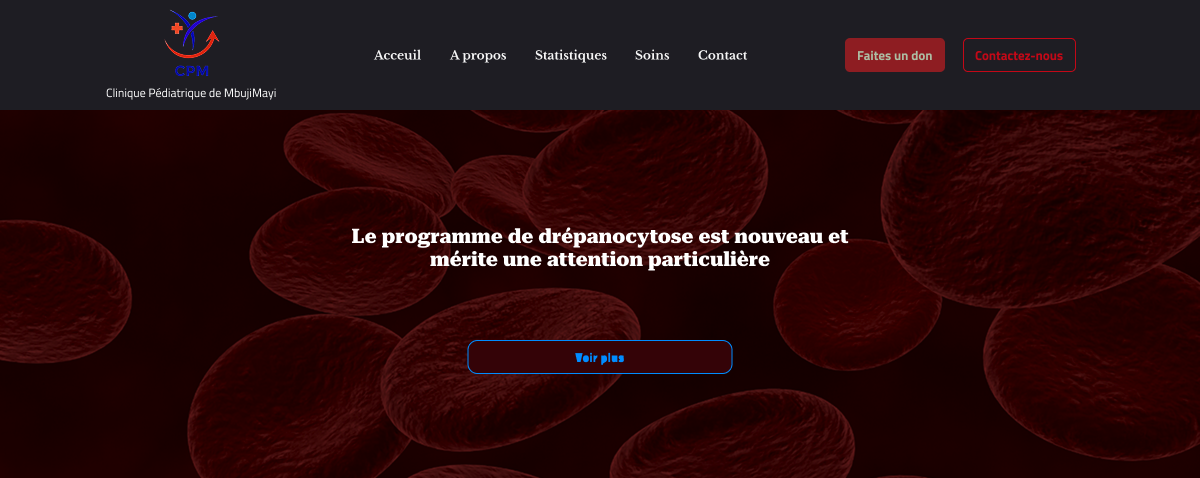 CPM
Clinique Pédiatrique de MbujiMayi
Acceuil
A propos
Statistiques
Soins
Contact
Faites un don
Contactez-nous
Le programme de drépanocytose est nouveau et
mérite une attention particulière
Voir plus